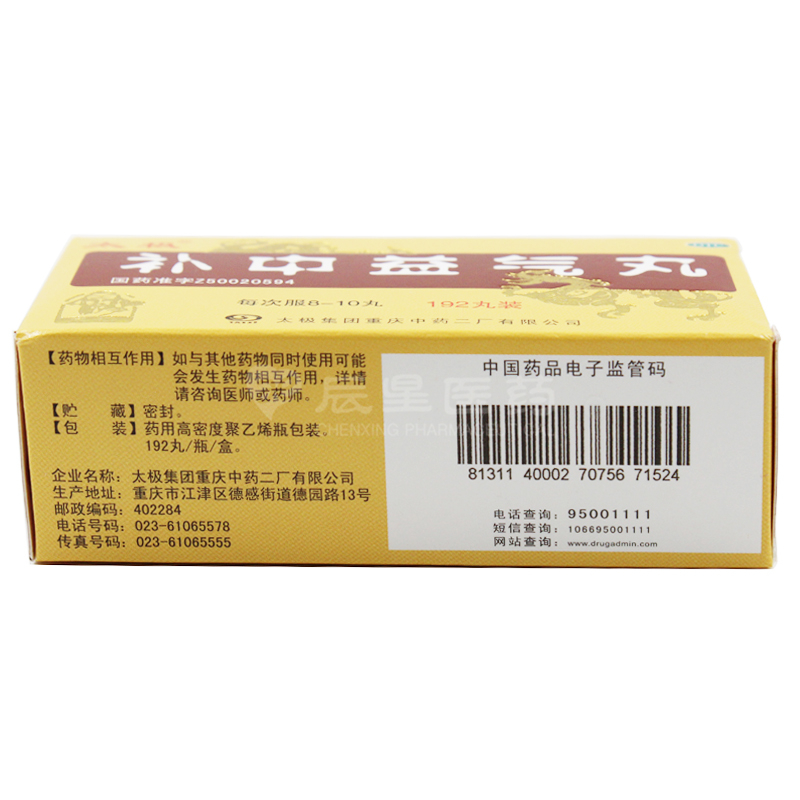 太极
补中益气丸
国药准字Z50020594
每次服8-10丸 192丸装
太极集团重庆中药二厂有限公司
【药物相互作用】如与其他药物同时使用可能
会发生药物相互作用，详情
请咨询医师或药师。
【贮 藏】密封。
【包 装】药用高密度聚乙烯瓶包装。
192丸/瓶/盒。
企业名称：太极集团重庆中药二厂有限公司
生产地址：重庆市江津区德感街道德园路13号
邮政编码：402284
电话号码：023-61065578
传真号码：023-61065555
中国药品电子监管码
81311 40002 70756 71524
电话查询：95001111
短信查询：106695001111
网站查询：www.drugadmin.com
辰星医药
CHENXING PHARMACEUTICAL